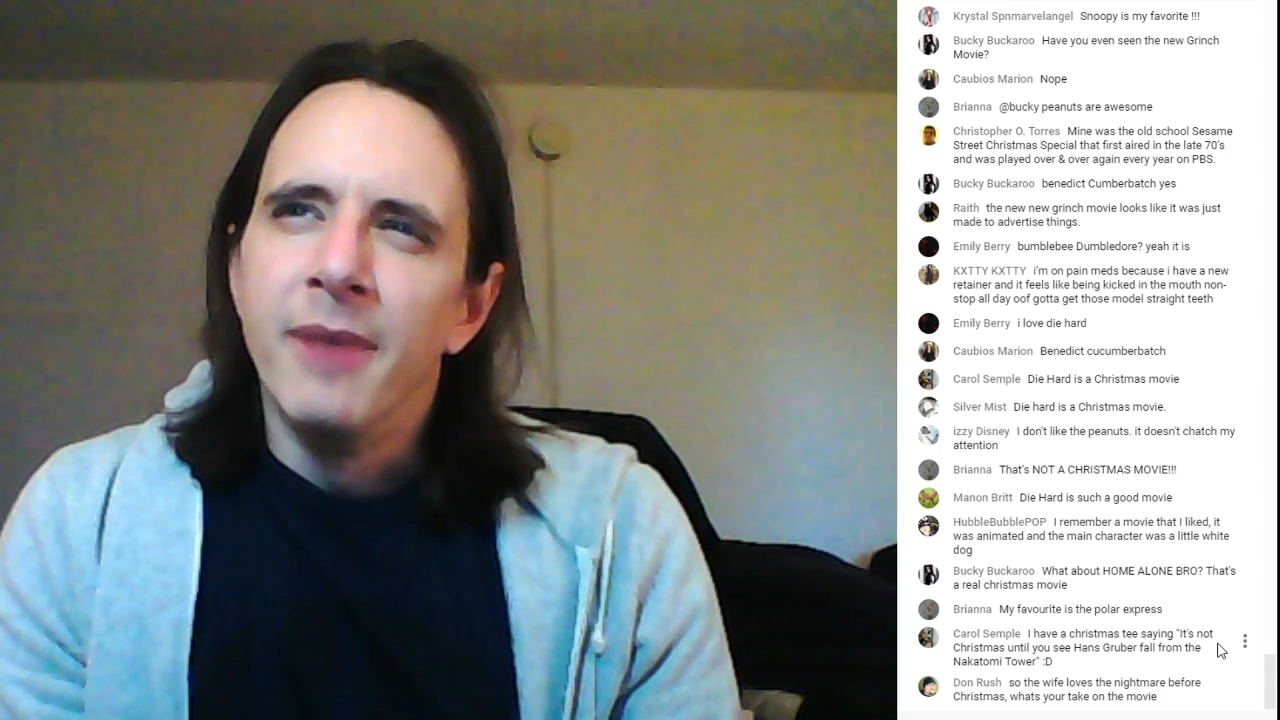 Krystal Spnmarvelangel Snoopy is my favorite !!!
Bucky Buckaroo Have you even seen the new Grinch
Movie?
Caubios Marion Nope
Brianna @bucky peanuts are awesome
Christopher O. Torres Mine was the old school Sesame
Street Christmas Special that first aired in the late 70's
and was played over & over again every year on PBS.
Bucky Buckaroo benedict Cumberbatch yes
Raith the new new grinch movie looks like it was just
made to advertise things.
Emily Berry bumblebee Dumbledore? yeah it is
KXTTY KXTTY i'm on pain meds because i have a new
retainer and it feels like being kicked in the mouth non-
stop all day oof gotta get those model straight teeth
Emily Berry i love die hard
Caubios Marion Benedict cucumberbatch
Carol Semple Die Hard is a Christmas movie
Silver Mist Die hard is a Christmas movie.
izzy Disney I don't like the peanuts. it doesn't chatch my
attention
Brianna That's NOT A CHRISTMAS MOVIE!!!
Manon Britt Die Hard is such a good movie
HubbleBubblePOP I remember a movie that I liked, it
was animated and the main character was a little white
dog
Bucky Buckaroo What about HOME ALONE BRO? That's
a real christmas movie
Brianna My favourite is the polar express
Carol Semple I have a christmas tee saying "It's not
Christmas until you see Hans Gruber fall from the
Nakatomi Tower" :D
Don Rush so the wife loves the nightmare before
Christmas, whats your take on the movie